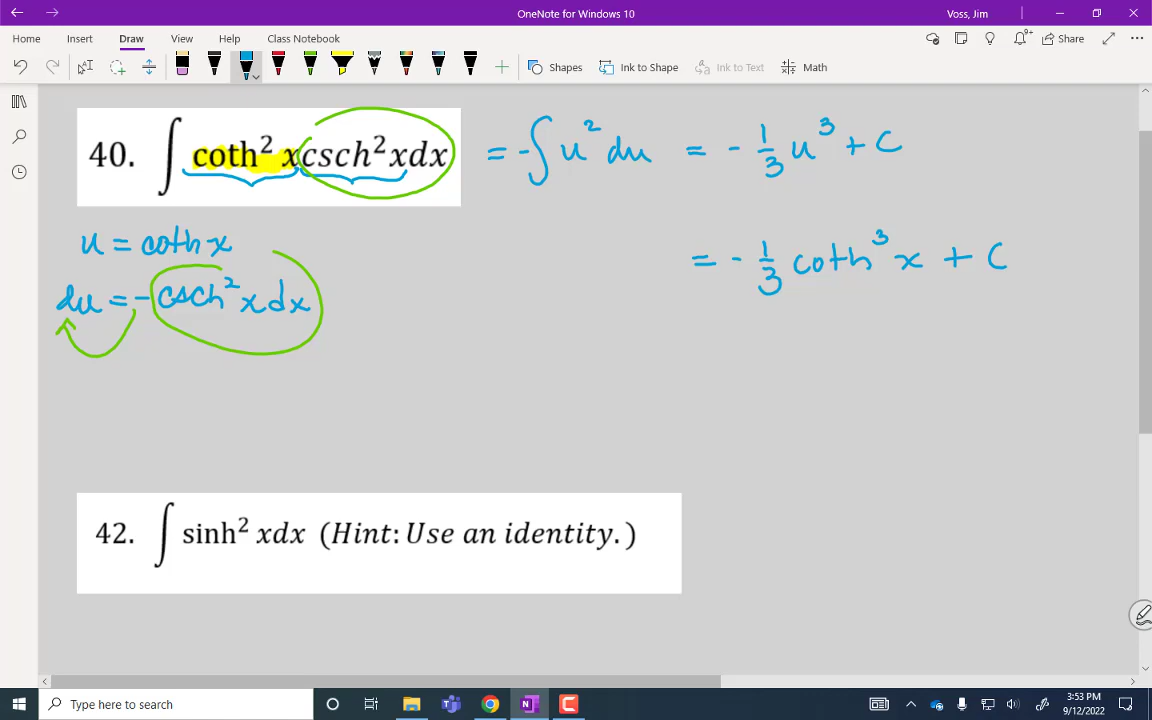 OneNote for Windows 10
Voss, Jim
Home Insert Draw View Help Class Notebook
Share
Shapes Ink to Shape Ink to Text Math
40. ∫ coth² x csch² x dx = -∫ u² du = - 1/3 u³ + C
u = coth x
= - 1/3 coth³ x + C
du = - csch² x dx
42. ∫ sinh² x dx (Hint: Use an identity.)
Type here to search
3:53 PM
9/12/2022